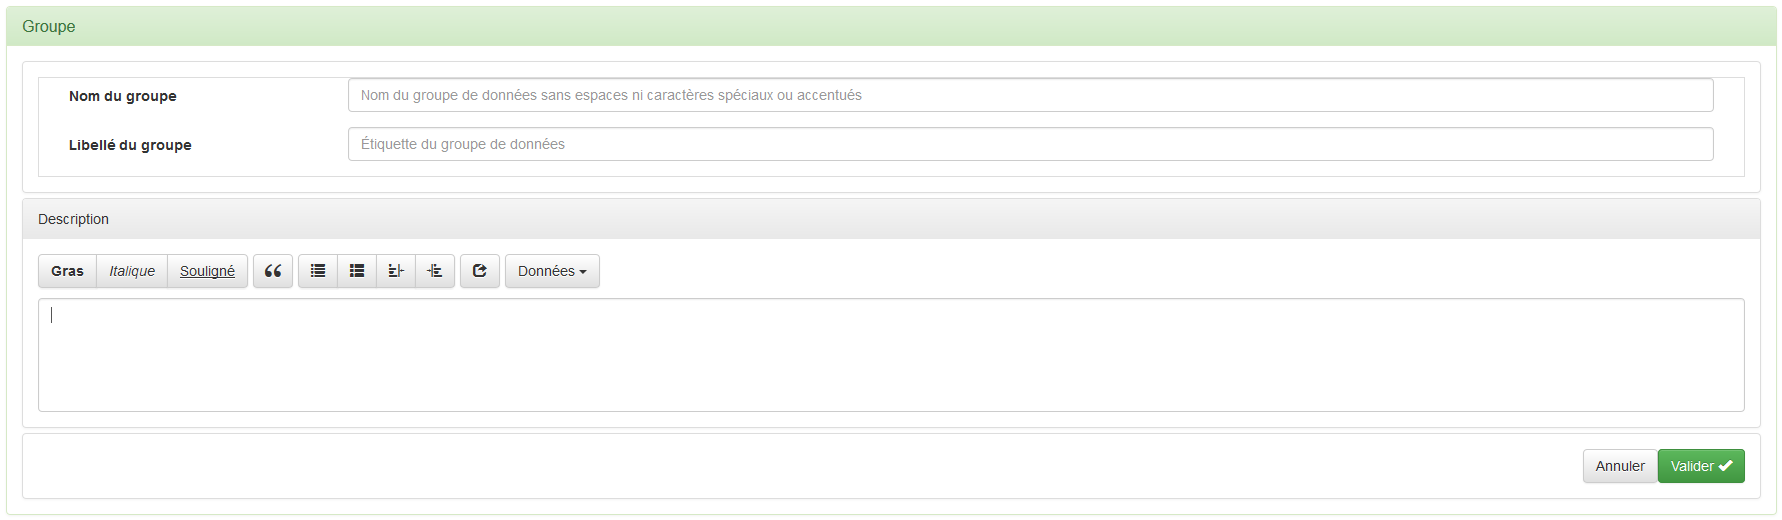 Groupe
Nom du groupe
Nom du groupe de données sans espaces ni caractères spéciaux ou accentués
Libellé du groupe
Étiquette du groupe de données
Description
Gras Italique Souligné Données
Annuler Valider